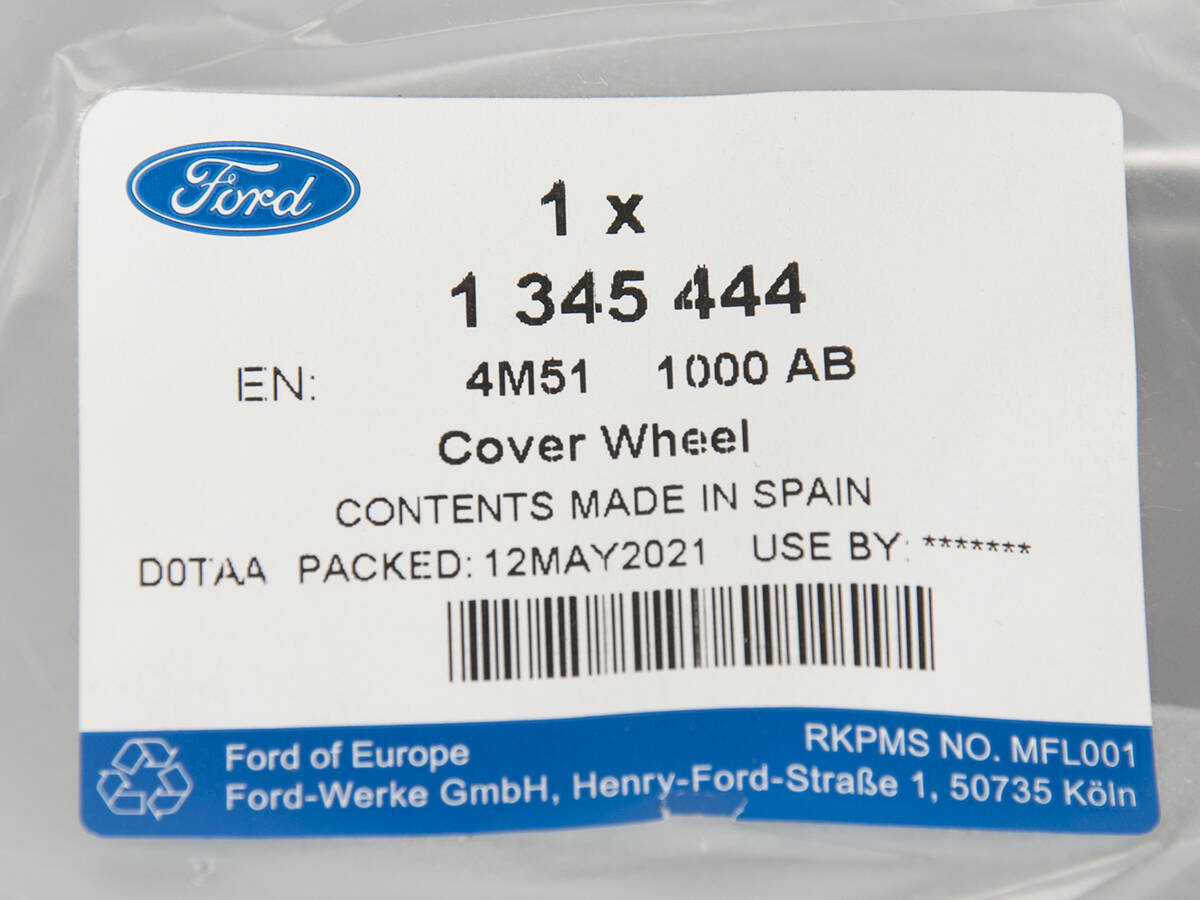 Ford
1 x
1 345 444
EN: 4M51 1000 AB
Cover Wheel
CONTENTS MADE IN SPAIN
D0TAA PACKED: 12MAY2021 USE BY: *******
RKPMS NO. MFL001
Ford of Europe
Ford-Werke GmbH, Henry-Ford-Straße 1, 50735 Köln